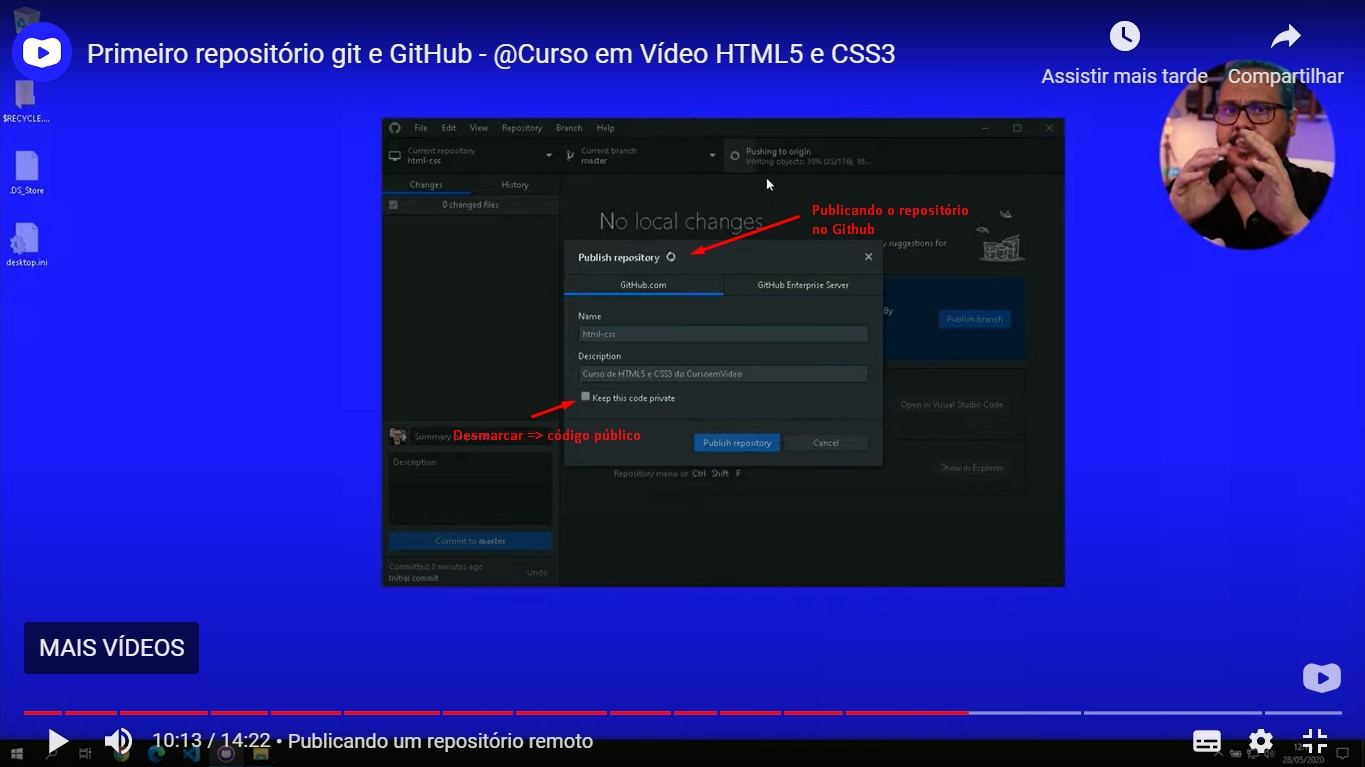 Primeiro repositório git e GitHub - @Curso em Vídeo HTML5 e CSS3
Assistir mais tarde
Compartilhar
$RECYCLE....
.DS_Store
desktop.ini
File Edit View Repository Branch Help
Current repository
html-css
Current branch
master
Pushing to origin
Writing objects: 39% (25/176), 18...
Changes
History
0 changed files
No local changes
Publicando o repositório
no Github
y suggestions for
Publish repository
GitHub.com
GitHub Enterprise Server
Name
html-css
By
Publish branch
Description
Curso de HTML5 e CSS3 do CursoemVideo
Keep this code private
Open in Visual Studio Code
Desmarcar => código público
Summary
Publish repository
Cancel
Description
Show in Explorer
Repository menu or Ctrl Shift F
Commit to master
Committed 3 minutes ago
Initial commit
Undo
MAIS VÍDEOS
10:13 / 14:22 • Publicando um repositório remoto
28/05/2020